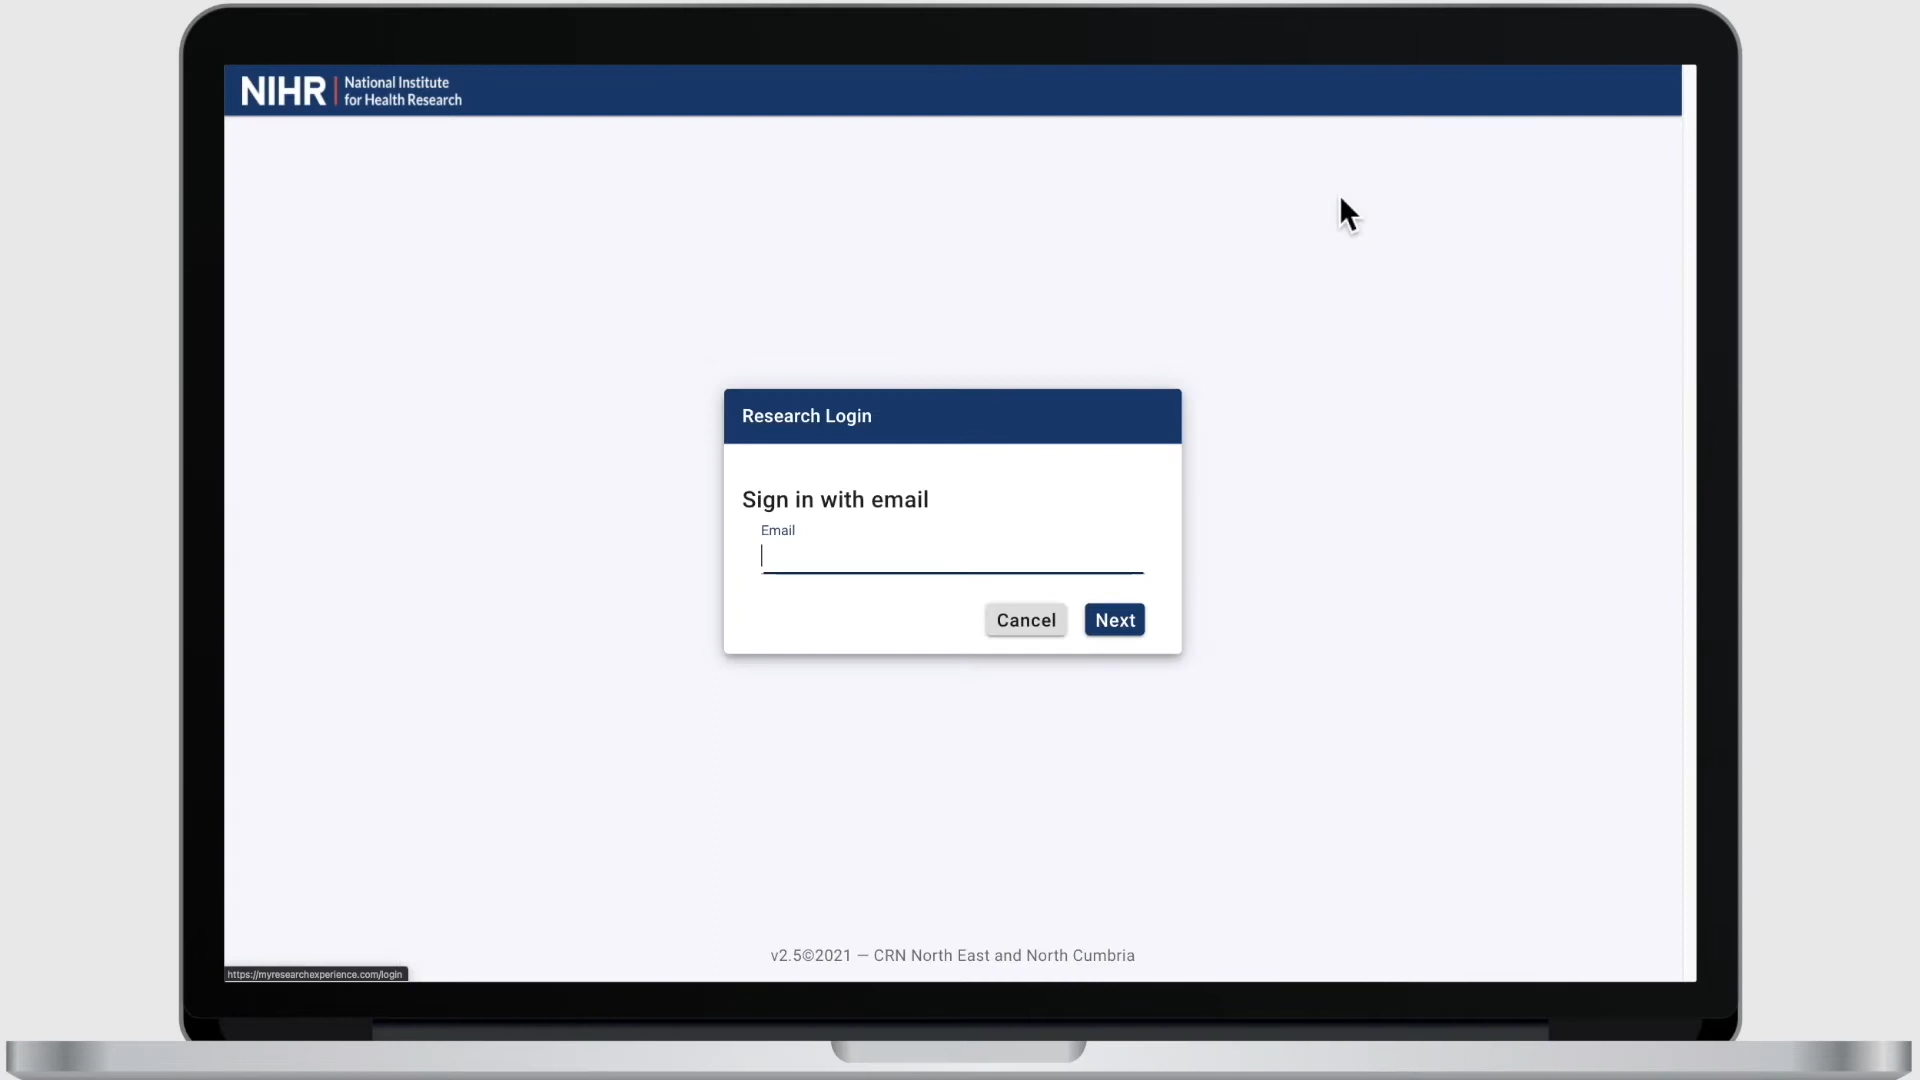 NIHR
National Institute
for Health Research
Research Login
Sign in with email
Email
Cancel
Next
v2.5©2021 — CRN North East and North Cumbria
https://myresearchexperience.com/login